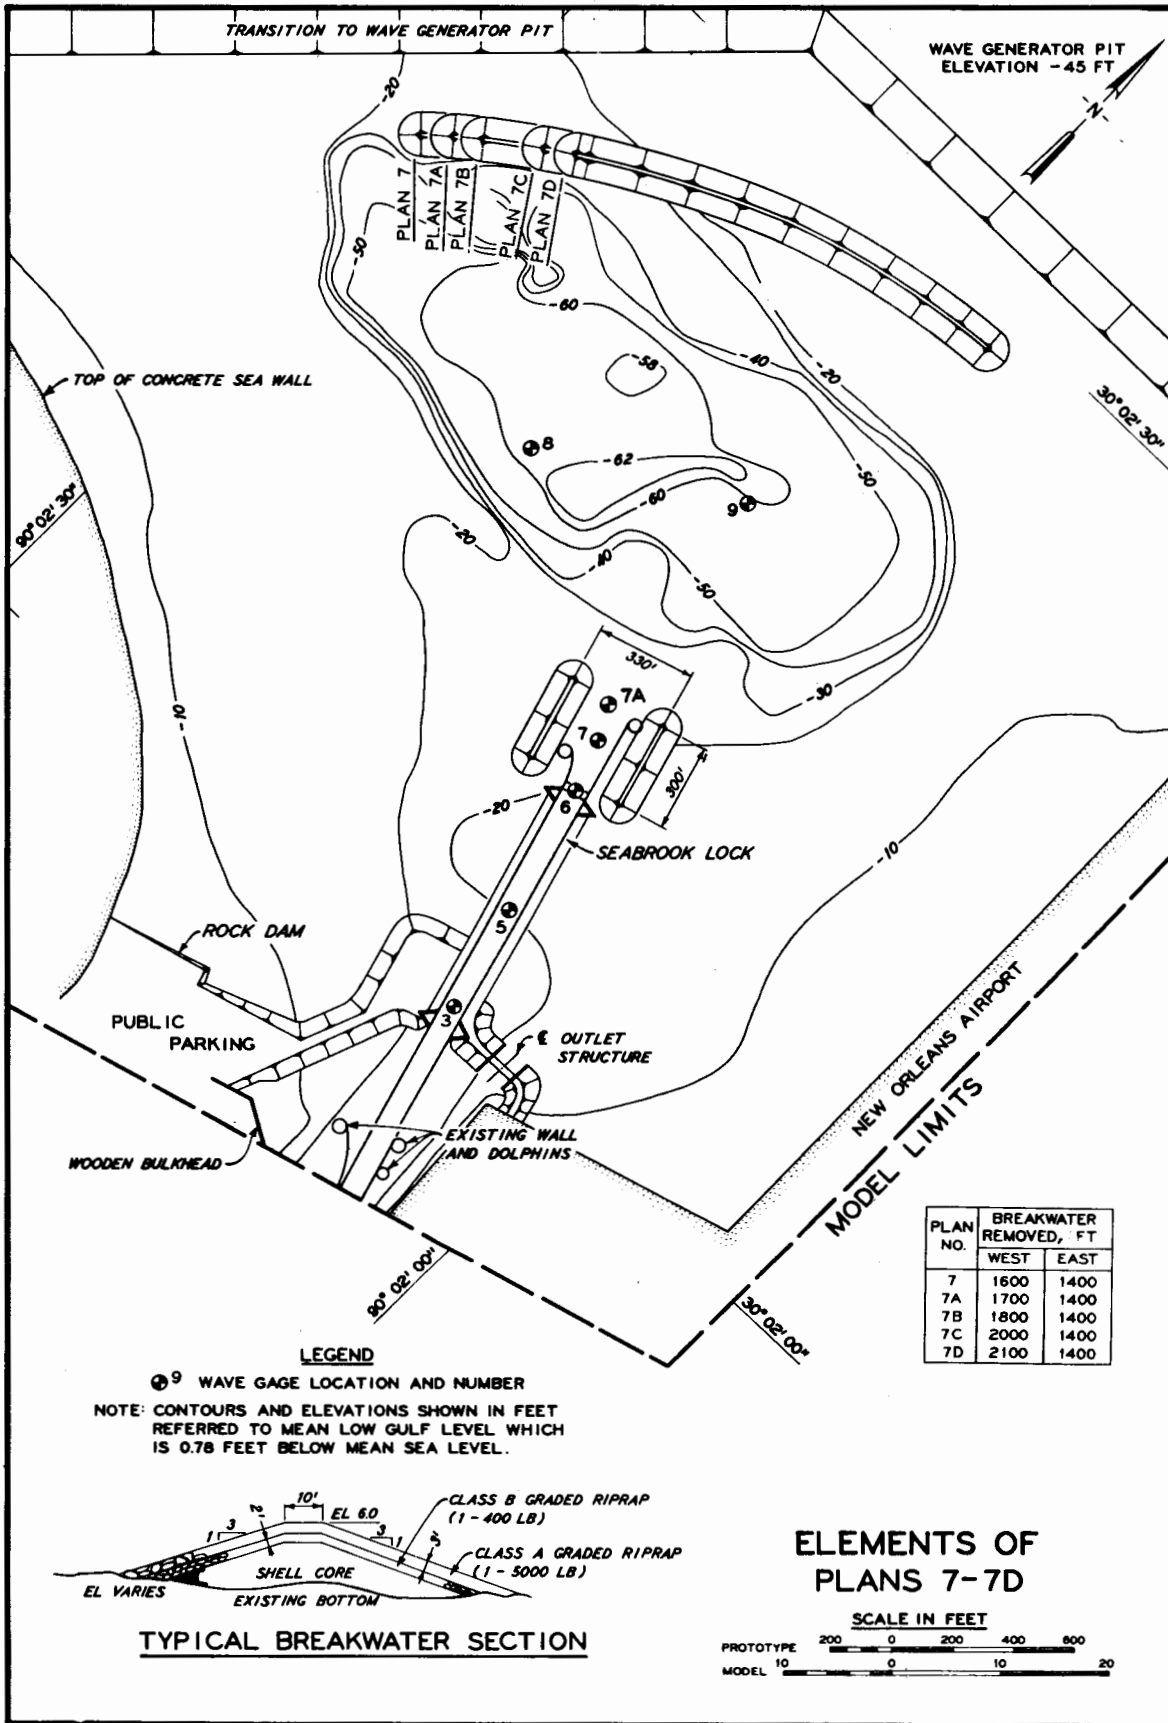 TRANSITION TO WAVE GENERATOR PIT
WAVE GENERATOR PIT
ELEVATION -45 FT
-N-
-20
PLAN 7
PLAN 7A
PLAN 7B
PLAN 7C
PLAN 7D
-50
-60
-58
-40
-20
30° 02' 30"
TOP OF CONCRETE SEA WALL
8
-62
-60
-50
9
90° 02' 30"
-20
-40
-50
330'
7A
-30
7
-10
300'
6
-20
SEABROOK LOCK
-10
5
ROCK DAM
3
PUBLIC
PARKING
℄ OUTLET
STRUCTURE
NEW ORLEANS AIRPORT
MODEL LIMITS
EXISTING WALL
AND DOLPHINS
WOODEN BULKHEAD
90° 02' 00"
30° 02' 00"
PLAN NO. BREAKWATER REMOVED, FT
WEST EAST
7 1600 1400
7A 1700 1400
7B 1800 1400
7C 2000 1400
7D 2100 1400
LEGEND
9 WAVE GAGE LOCATION AND NUMBER
NOTE: CONTOURS AND ELEVATIONS SHOWN IN FEET
REFERRED TO MEAN LOW GULF LEVEL WHICH
IS 0.78 FEET BELOW MEAN SEA LEVEL.
10'
EL 6.0
CLASS B GRADED RIPRAP
(1 - 400 LB)
1 3
2'
3 1
3'
CLASS A GRADED RIPRAP
(1 - 5000 LB)
SHELL CORE
EL VARIES
EXISTING BOTTOM
TYPICAL BREAKWATER SECTION
ELEMENTS OF
PLANS 7-7D
SCALE IN FEET
PROTOTYPE 200 0 200 400 600
MODEL 10 0 10 20